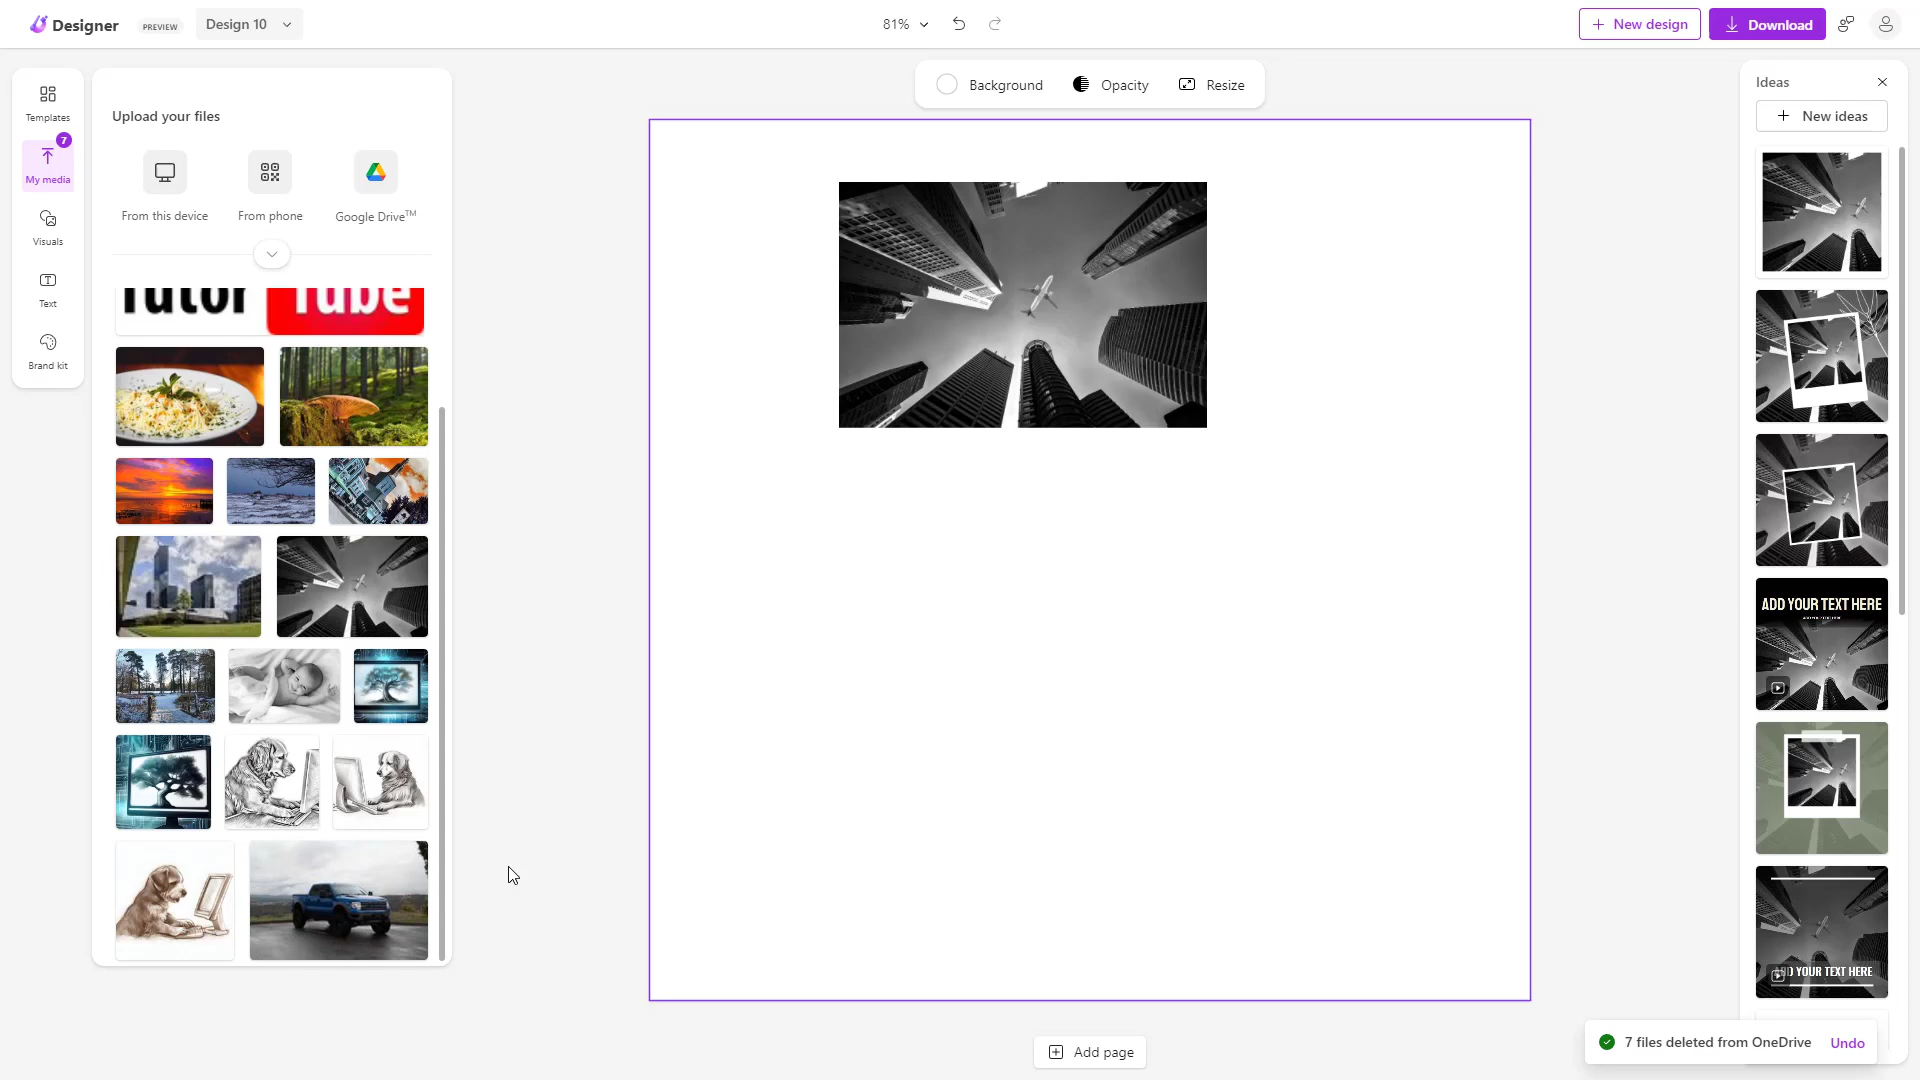 Designer
PREVIEW
Design 10
81%
New design
Download
Templates
7
My media
Visuals
Text
Brand kit
Upload your files
From this device
From phone
Google Drive™
Tutor Tube
Background
Opacity
Resize
Add page
Ideas
New ideas
ADD YOUR TEXT HERE
D YOUR TEXT HERE
7 files deleted from OneDrive
Undo